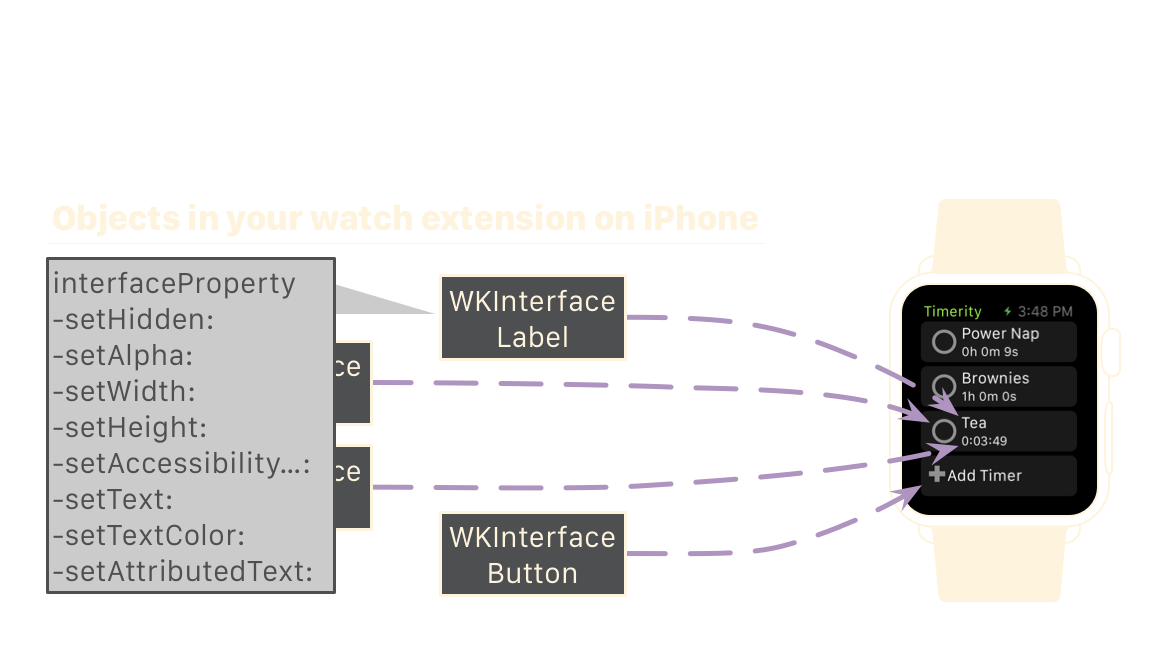 Objects in your watch extension on iPhone
interfaceProperty
-setHidden:
-setAlpha:
-setWidth:
-setHeight:
-setAccessibility…:
-setText:
-setTextColor:
-setAttributedText:
WKInterface
Label
ce
ce
WKInterface
Button
Timerity 3:48 PM
Power Nap
0h 0m 9s
Brownies
1h 0m 0s
Tea
0:03:49
Add Timer